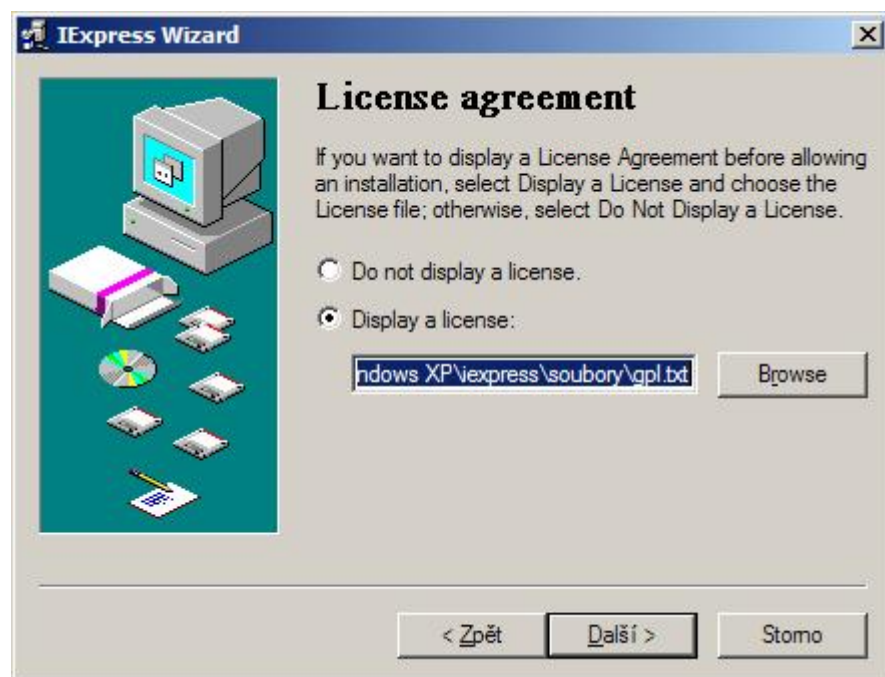 IExpress Wizard
License agreement
If you want to display a License Agreement before allowing
an installation, select Display a License and choose the
License file; otherwise, select Do Not Display a License.
Do not display a license.
Display a license:
ndows XP\iexpress\soubory\gpl.txt
Browse
< Zpět
Další >
Storno